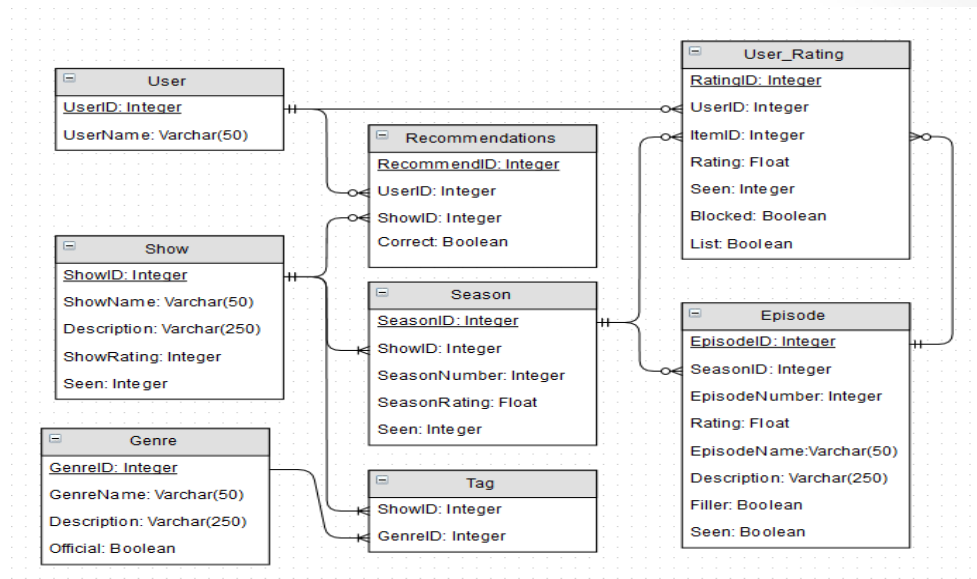 User
UserID: Integer
UserName: Varchar(50)
Show
ShowID: Integer
ShowName: Varchar(50)
Description: Varchar(250)
ShowRating: Integer
Seen: Integer
Genre
GenreID: Integer
GenreName: Varchar(50)
Description: Varchar(250)
Official: Boolean
Recommendations
RecommendID: Integer
UserID: Integer
ShowID: Integer
Correct: Boolean
Season
SeasonID: Integer
ShowID: Integer
SeasonNumber: Integer
SeasonRating: Float
Seen: Integer
Tag
ShowID: Integer
GenreID: Integer
User_Rating
RatingID: Integer
UserID: Integer
ItemID: Integer
Rating: Float
Seen: Integer
Blocked: Boolean
List: Boolean
Episode
EpisodeID: Integer
SeasonID: Integer
EpisodeNumber: Integer
Rating: Float
EpisodeName:Varchar(50)
Description: Varchar(250)
Filler: Boolean
Seen: Boolean